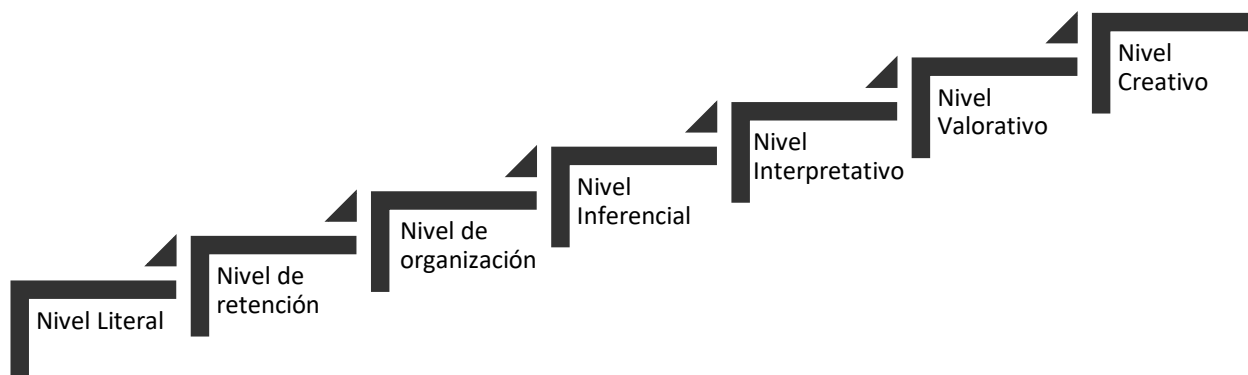 Nivel Literal
Nivel de
retención
Nivel de
organización
Nivel
Inferencial
Nivel
Interpretativo
Nivel
Valorativo
Nivel
Creativo